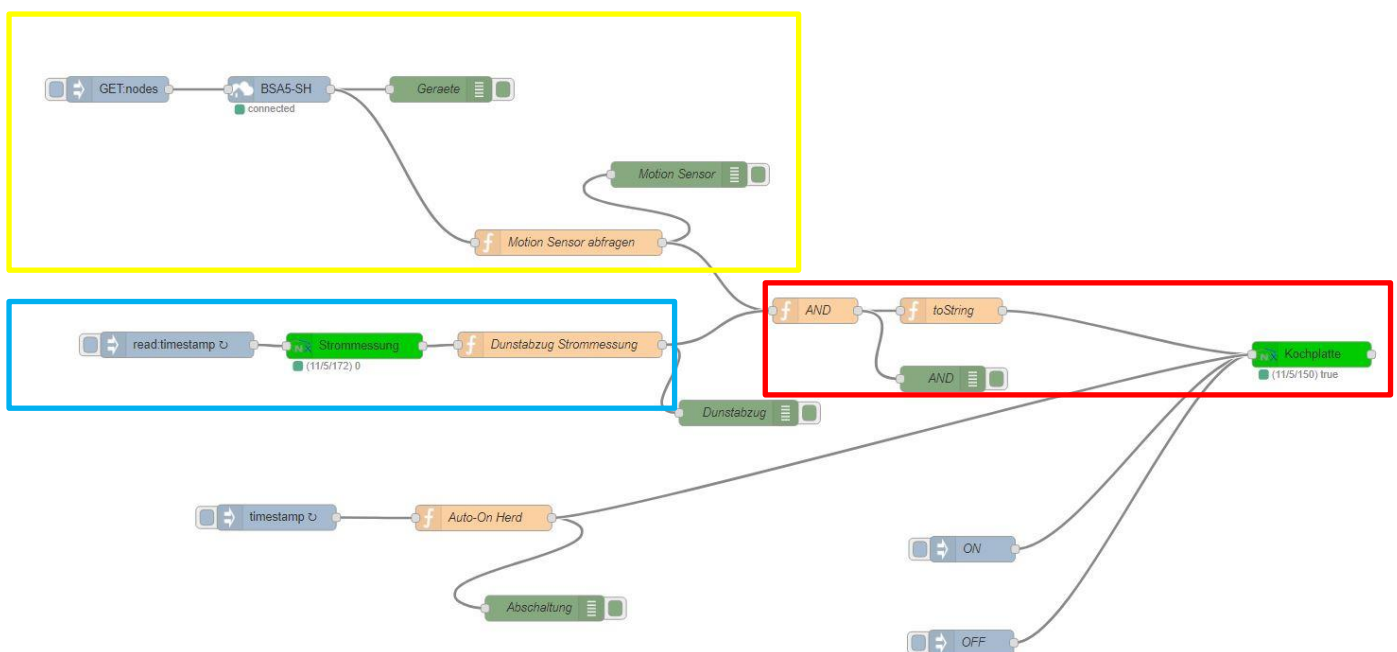 GET:nodes
BSA5-SH
Geraete
connected
Motion Sensor
Motion Sensor abfragen
AND
toString
read:timestamp ↻
Strommessung
Dunstabzug Strommessung
(11/5/172) 0
Kochplatte
(11/5/150) true
AND
Dunstabzug
timestamp ↻
Auto-On Herd
ON
Abschaltung
OFF